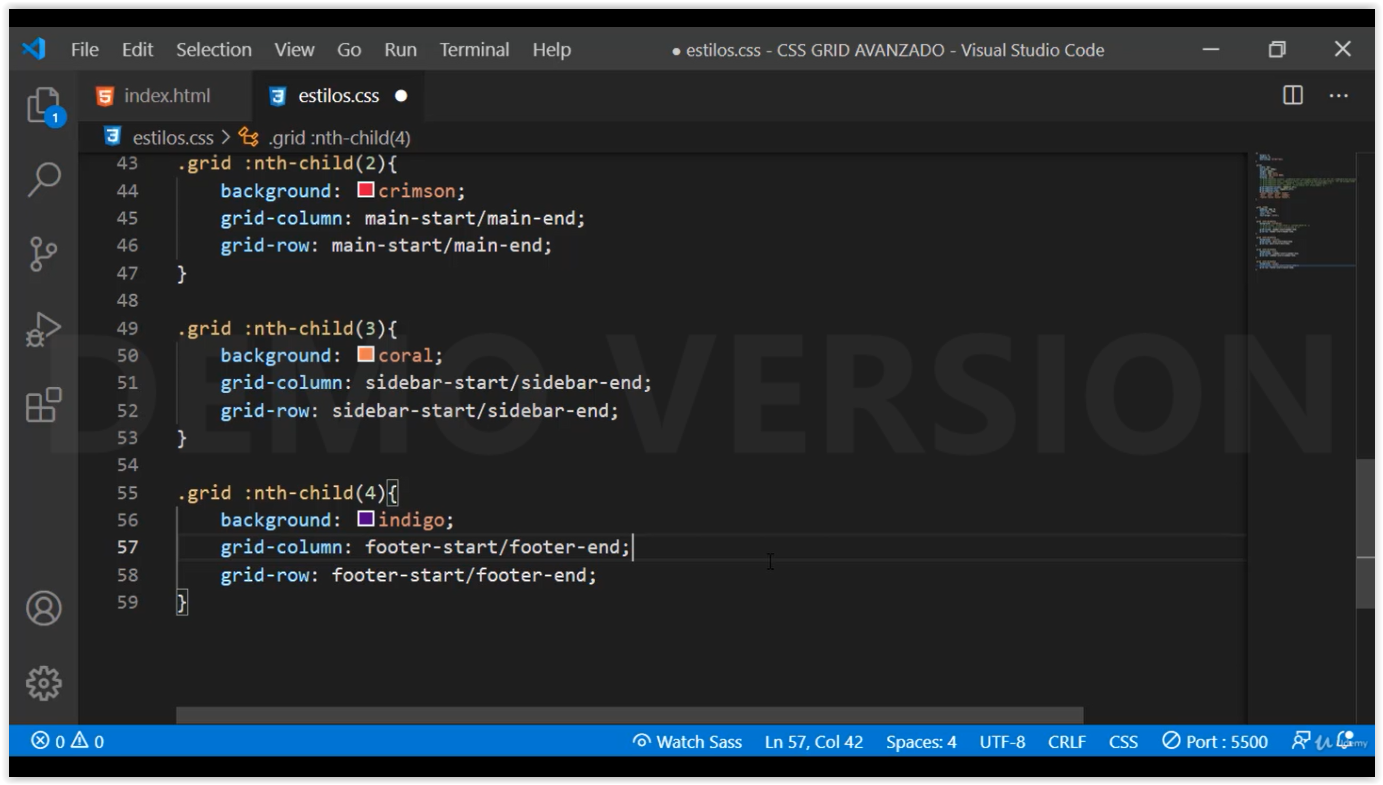 File Edit Selection View Go Run Terminal Help ● estilos.css - CSS GRID AVANZADO - Visual Studio Code
index.html estilos.css
1
estilos.css > .grid :nth-child(4)
43 .grid :nth-child(2){
44 background: crimson;
45 grid-column: main-start/main-end;
46 grid-row: main-start/main-end;
47 }
48
49 .grid :nth-child(3){
50 background: coral;
51 grid-column: sidebar-start/sidebar-end;
52 grid-row: sidebar-start/sidebar-end;
53 }
DEMO VERSION
54
55 .grid :nth-child(4){
56 background: indigo;
57 grid-column: footer-start/footer-end;
58 grid-row: footer-start/footer-end;
59 }
0 0 Watch Sass Ln 57, Col 42 Spaces: 4 UTF-8 CRLF CSS Port : 5500